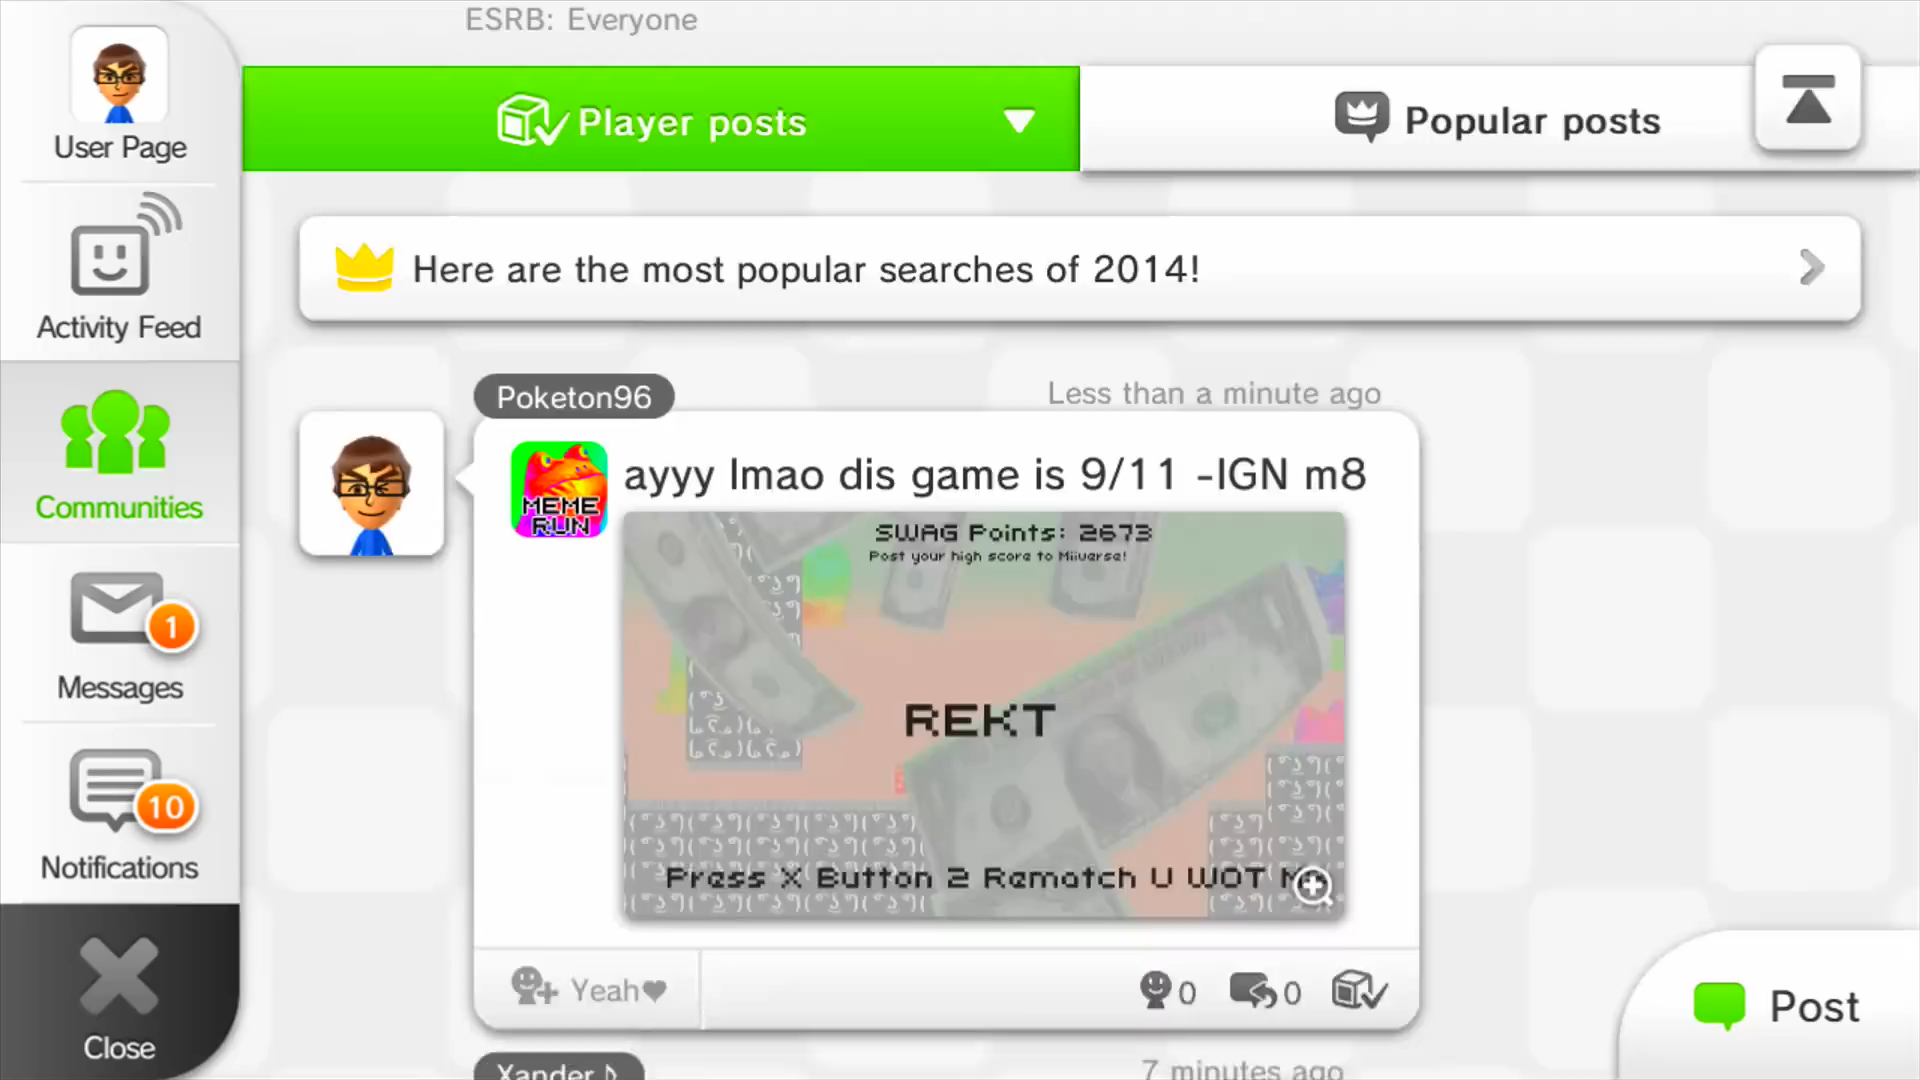 ESRB: Everyone
User Page
Player posts
Popular posts
Here are the most popular searches of 2014!
Activity Feed
Poketon96
Less than a minute ago
MEME
RUN
ayyy lmao dis game is 9/11 -IGN m8
SWAG Points: 2673
Post your high score to Miiverse!
Communities
REKT
1
Messages
10
Notifications
Press X Button 2 Rematch U WOT
Yeah♥
0
0
Close
Post
Xander ♪
7 minutes ago